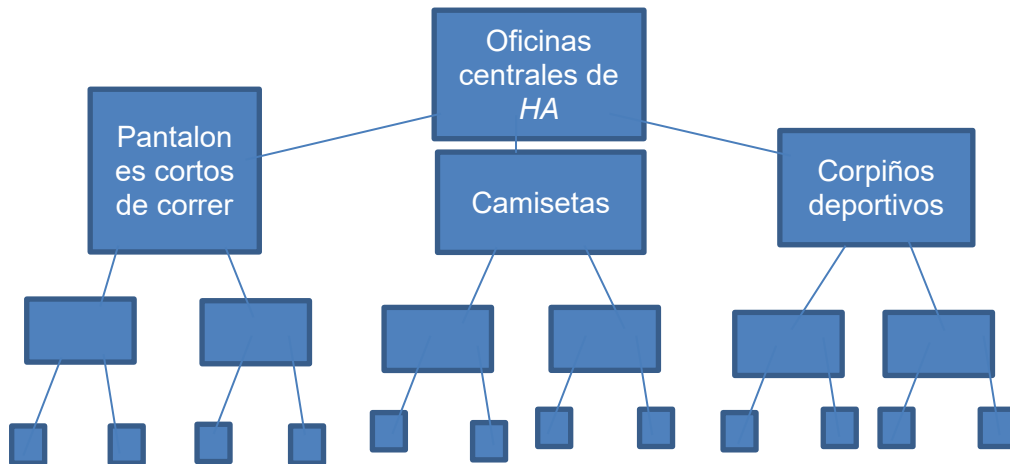 Oficinas
centrales de
HA
Pantalon
es cortos
de correr
Camisetas
Corpiños
deportivos